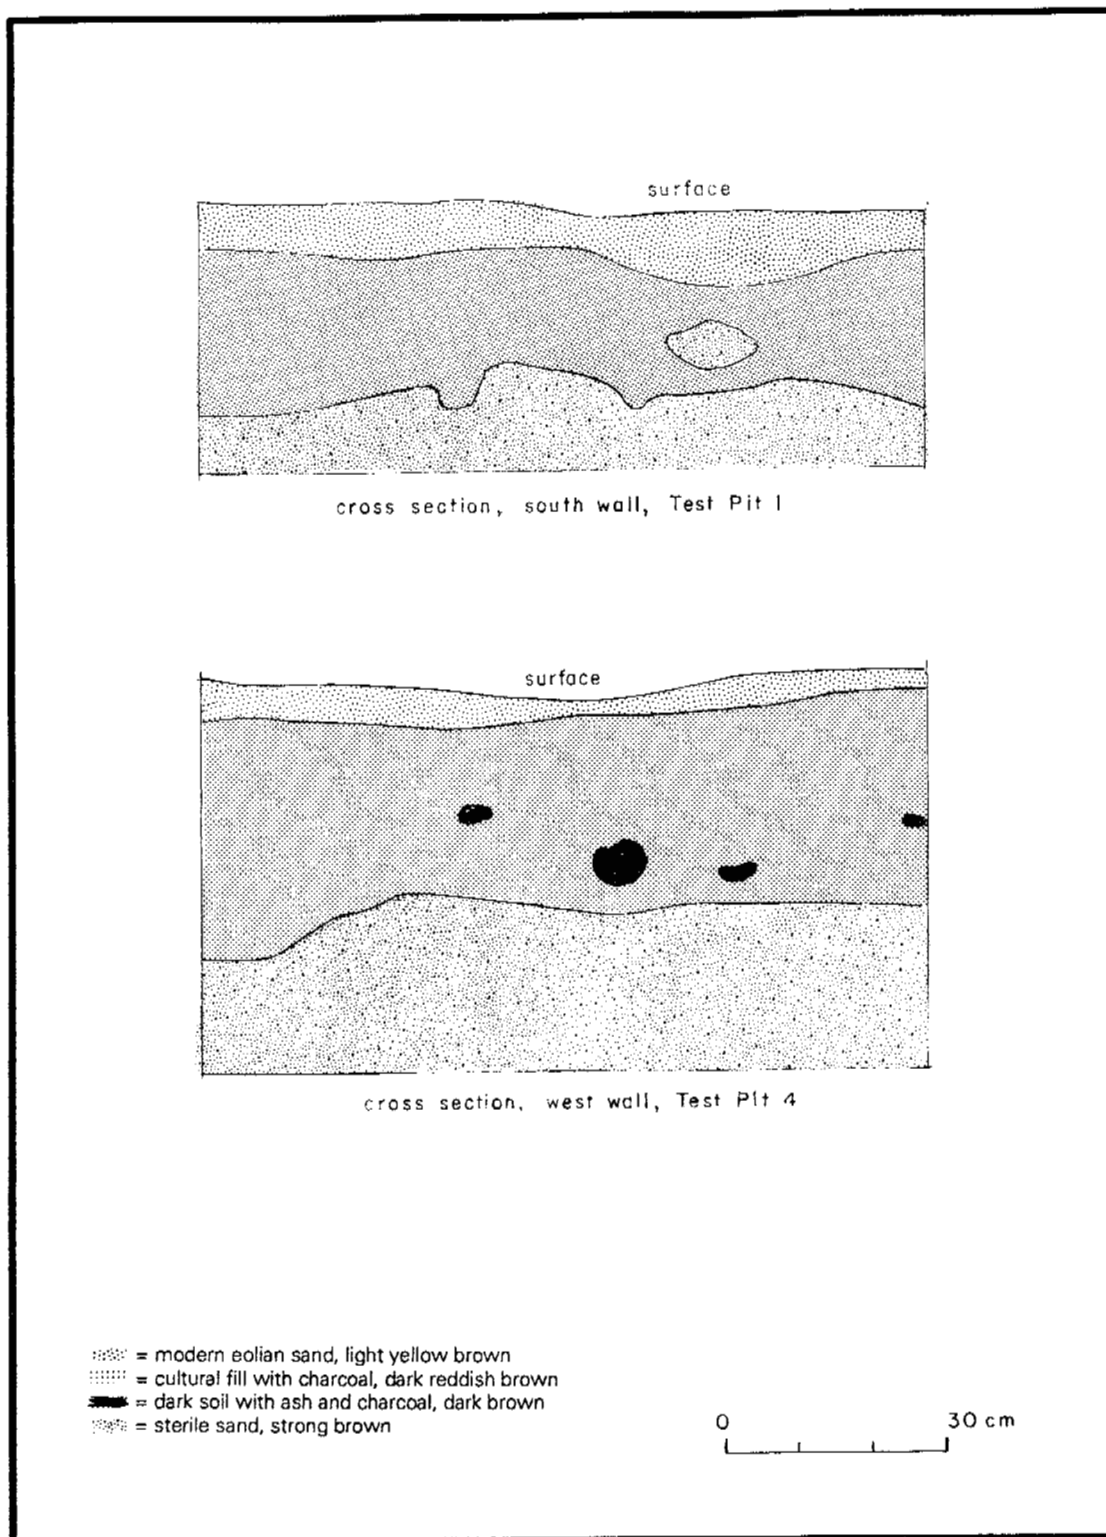 surface
cross section, south wall, Test Pit 1
surface
cross section, west wall, Test Pit 4
= modern eolian sand, light yellow brown
= cultural fill with charcoal, dark reddish brown
= dark soil with ash and charcoal, dark brown
= sterile sand, strong brown
0 30 cm